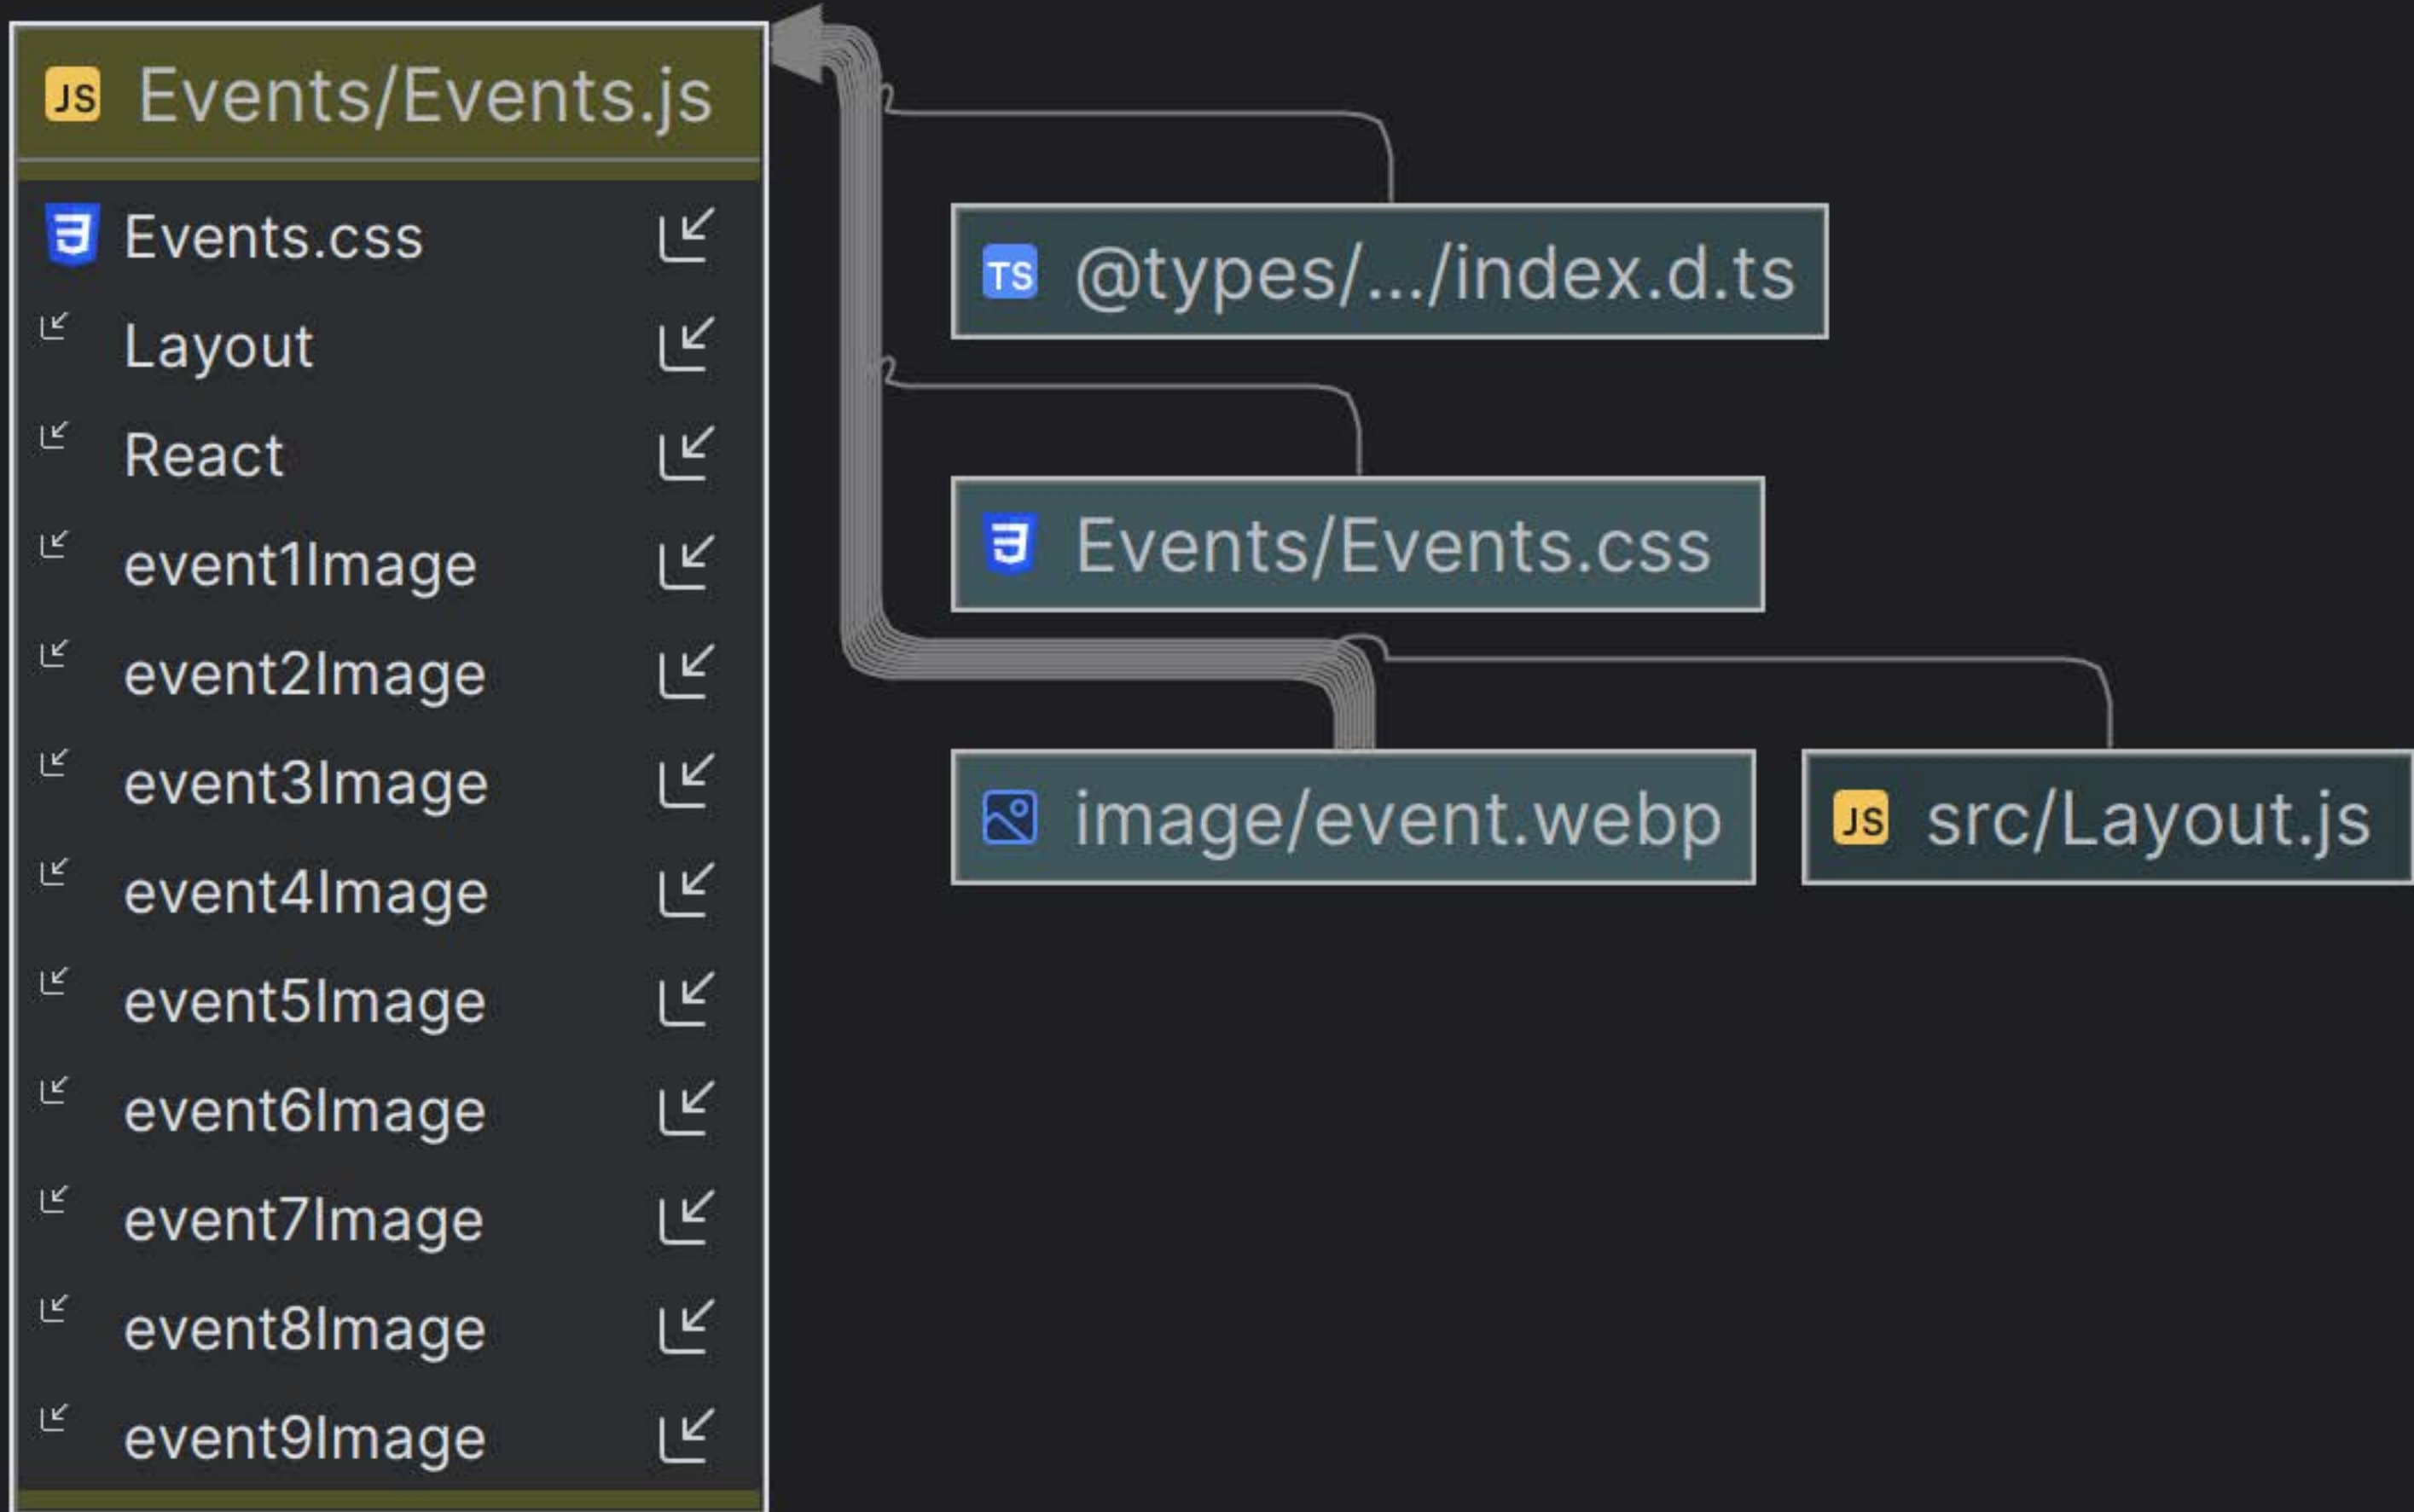 JS Events/Events.js
Events.css
Layout
React
event1Image
event2Image
event3Image
event4Image
event5Image
event6Image
event7Image
event8Image
event9Image
TS @types/.../index.d.ts
Events/Events.css
image/event.webp
JS src/Layout.js